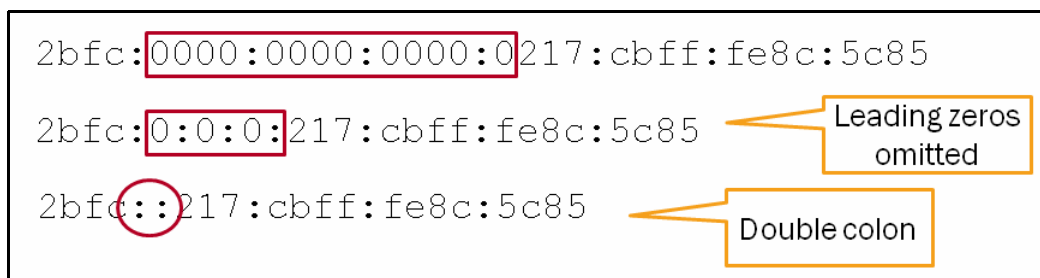 2bfc:0000:0000:0000:0217:cbff:fe8c:5c85
2bfc:0:0:0:217:cbff:fe8c:5c85
Leading zeros
omitted
2bfc::217:cbff:fe8c:5c85
Double colon